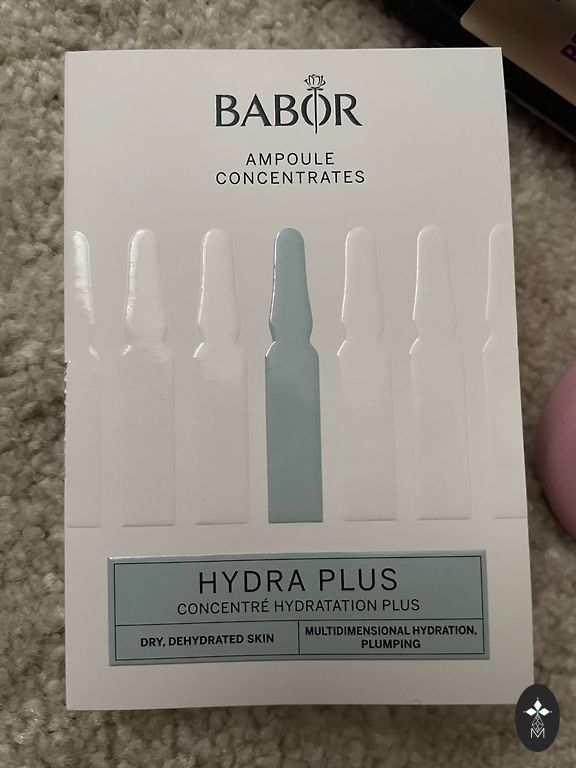 BABOR
AMPOULE
CONCENTRATES
HYDRA PLUS
CONCENTRÉ HYDRATATION PLUS
DRY, DEHYDRATED SKIN
MULTIDIMENSIONAL HYDRATION,
PLUMPING